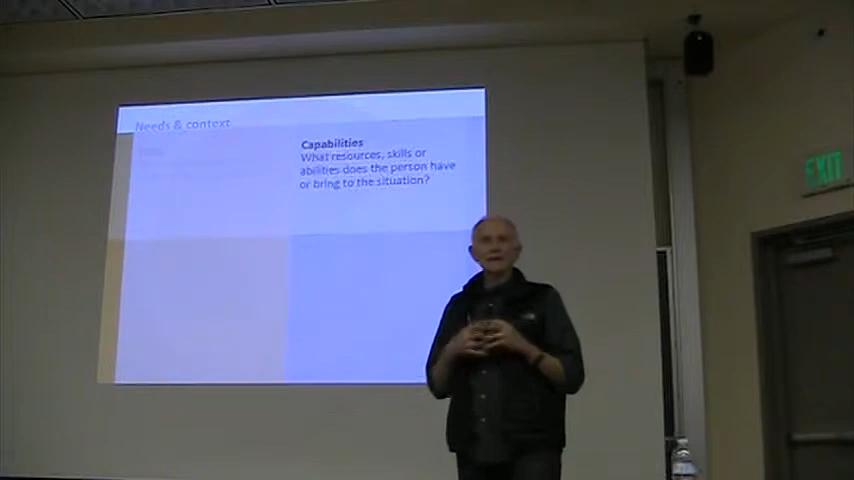 Needs & context
Capabilities
What resources, skills or
abilities does the person have
or bring to the situation?
EXIT